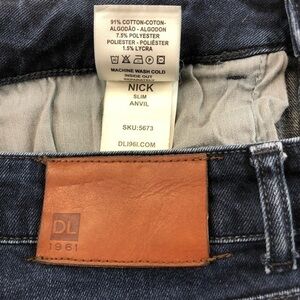 91% COTTON-COTON-
ALGODÃO - ALGODON
7.5% POLYESTER
POLIESTER - POLIÉSTER
1.5% LYCRA
MACHINE WASH COLD
INSIDE OUT
NICK
SLIM
ANVIL
SKU:5673
DL1961.COM
DL
1961